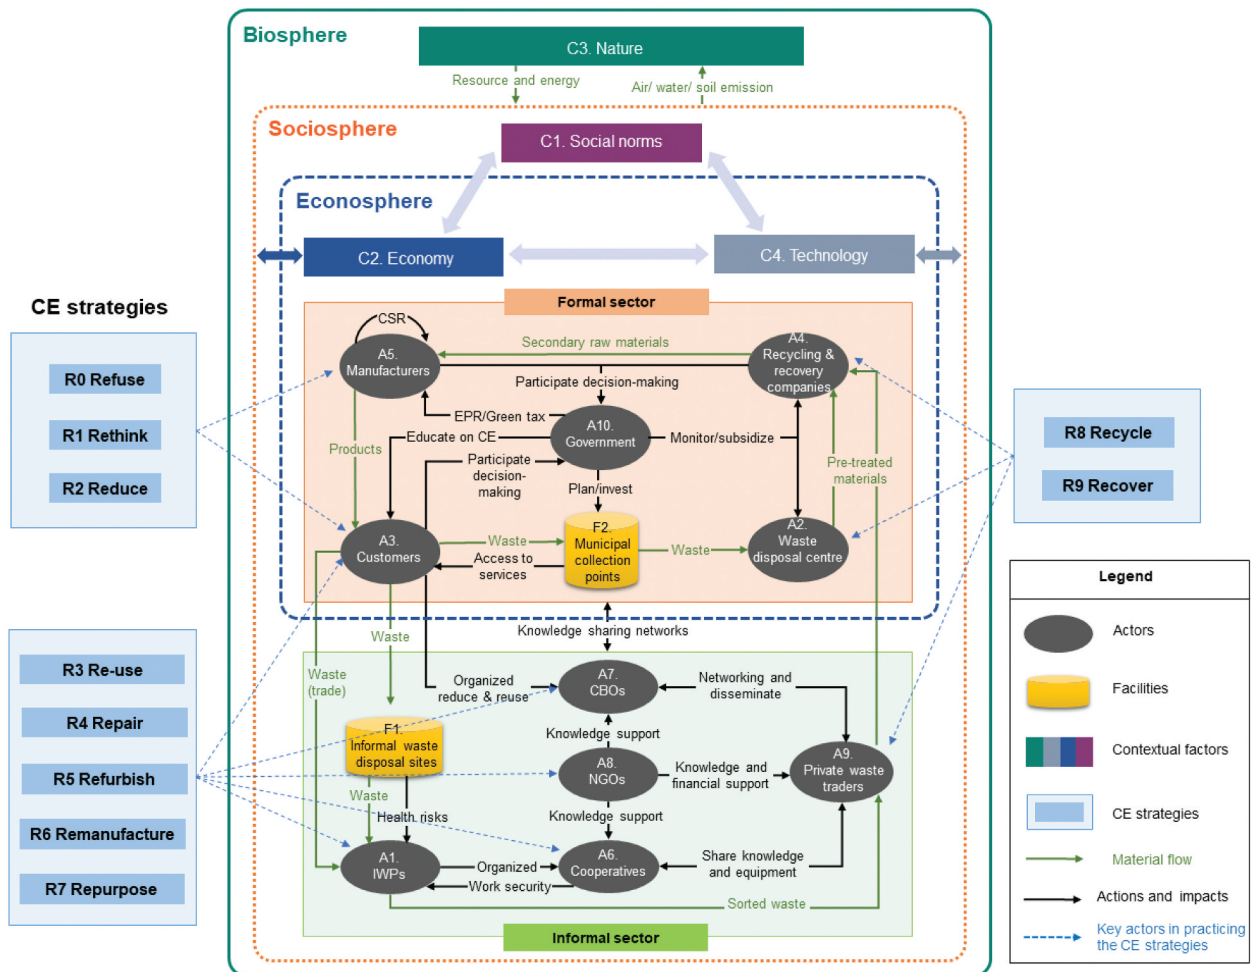 Biosphere
C3. Nature
Resource and energy
Air/ water/ soil emission
Sociosphere
C1. Social norms
Econosphere
C2. Economy
C4. Technology
CE strategies
R0 Refuse
R1 Rethink
R2 Reduce
R3 Re-use
R4 Repair
R5 Refurbish
R6 Remanufacture
R7 Repurpose
Formal sector
CSR
A5.
Manufacturers
Secondary raw materials
A4.
Recycling &
recovery
companies
Participate decision-making
EPR/Green tax
A10.
Government
Educate on CE
Monitor/subsidize
Products
Participate
decision-
making
Plan/invest
Pre-treated
materials
A3.
Customers
Waste
Access to
services
F2.
Municipal
collection
points
Waste
A2.
Waste
disposal centre
Knowledge sharing networks
Waste
Waste
(trade)
Organized
reduce & reuse
A7.
CBOs
Networking and
disseminate
F1.
Informal waste
disposal sites
Knowledge support
A8.
NGOs
Knowledge and
financial support
A9.
Private waste
traders
Waste
Health risks
Knowledge support
A1.
IWPs
Organized
Work security
A6.
Cooperatives
Share knowledge
and equipment
Sorted waste
Informal sector
R8 Recycle
R9 Recover
Legend
Actors
Facilities
Contextual factors
CE strategies
Material flow
Actions and impacts
Key actors in practicing
the CE strategies